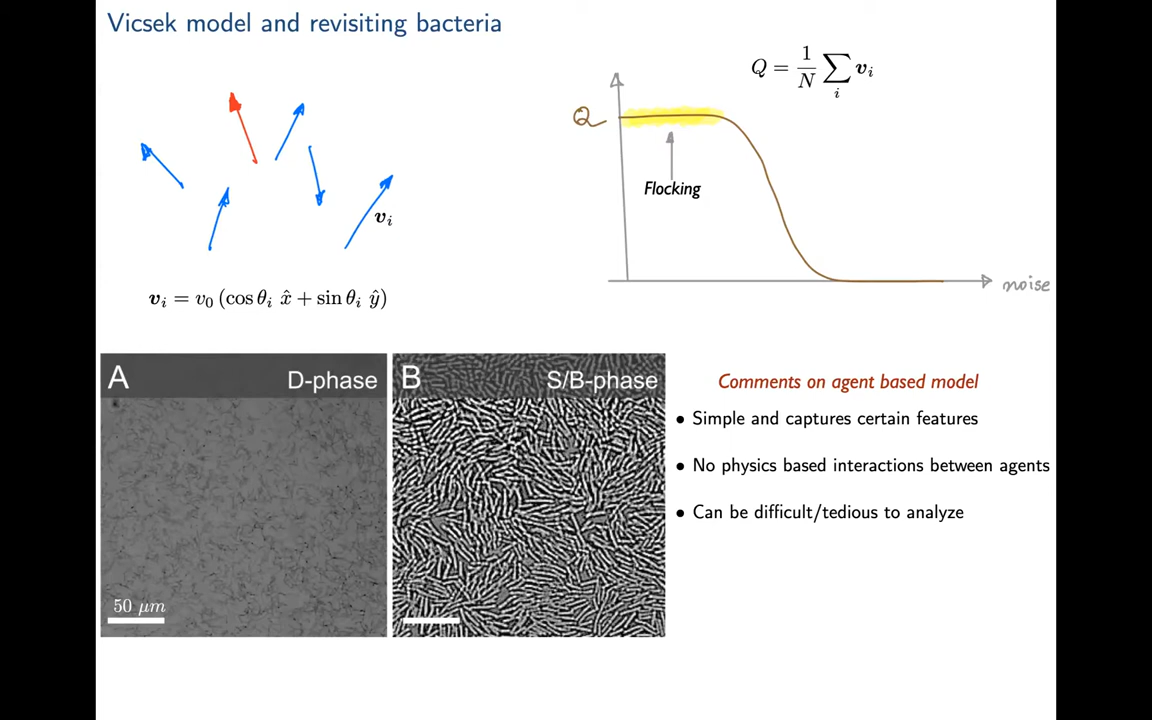 Vicsek model and revisiting bacteria
Q = 1/N ∑_i v_i
Q
Flocking
noise
v_i
v_i = v_0 (cos θ_i x̂ + sin θ_i ŷ)
A
D-phase
50 μm
B
S/B-phase
Comments on agent based model
• Simple and captures certain features
• No physics based interactions between agents
• Can be difficult/tedious to analyze